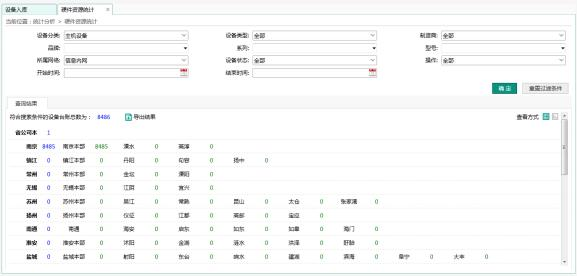 设备入库 硬件资源统计 ×
当前位置：统计分析 > 硬件资源统计
设备分类: 主机设备 设备类型: 全部 制造商: 全部
品牌: 系列: 型号:
所属网络: 信息内网 设备状态: 全部 操作: 全部
开始时间: 结束时间:
确 定 重置过滤条件
查询结果
符合搜索条件的设备台账总数为： 8486 导出结果 查看方式
省公司本 1
南京 8485 南京本部 8485 溧水 0 高淳 0
镇江 0 镇江本部 0 丹阳 0 句容 0 扬中 0
常州 0 常州本部 0 金坛 0 溧阳 0
无锡 0 无锡本部 0 江阴 0 宜兴 0
苏州 0 苏州本部 0 吴江 0 常熟 0 昆山 0 太仓 0 张家港 0
扬州 0 扬州本部 0 仪征 0 江都 0 高邮 0 宝应 0
南通 0 南通 0 海安 0 启东 0 如东 0 如皋 0 海门 0
淮安 0 淮安本部 0 沭阳 0 金湖 0 涟水 0 洪泽 0 盱眙 0
盐城 0 盐城本部 0 射阳 0 东台 0 响水 0 建湖 0 滨海 0 阜宁 0 大丰 0